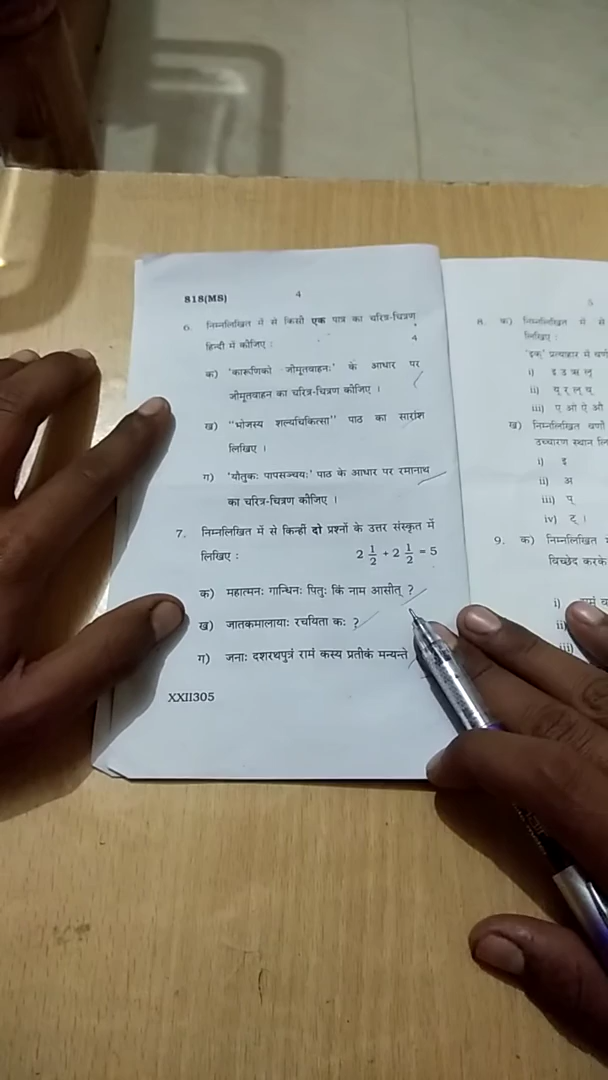 818(MS)
4
6. निम्नलिखित में से किसी एक पात्र का चरित्र-चित्रण
हिन्दी में कीजिए : 4
क) 'कारूणिको जीमूतवाहनः' के आधार पर
जीमूतवाहन का चरित्र-चित्रण कीजिए ।
ख) "भोजस्य शल्यचिकित्सा" पाठ का सारांश
लिखिए ।
ग) 'यौतुकः पापसञ्चयः' पाठ के आधार पर रमानाथ
का चरित्र-चित्रण कीजिए ।
7. निम्नलिखित में से किन्हीं दो प्रश्नों के उत्तर संस्कृत में
लिखिए : 2 1/2 + 2 1/2 = 5
क) महात्मनः गान्धिनः पितुः किं नाम आसीत् ?
ख) जातकमालायाः रचयिता कः ?
ग) जनाः दशरथपुत्रं रामं कस्य प्रतीकं मन्यन्ते
XXII305
5
8. क) निम्नलिखित में से
लिखिए :
'इक्' प्रत्याहार में
i) इ उ ऋ लृ
ii) य् र् ल् व्
iii) ए ओ ऐ औ
ख) निम्नलिखित वर्णों
उच्चारण स्थान
i) इ
ii) अ
iii) प्
iv) ट् ।
9. क) निम्नलिखित
विच्छेद करके
i)
ii)
iii)